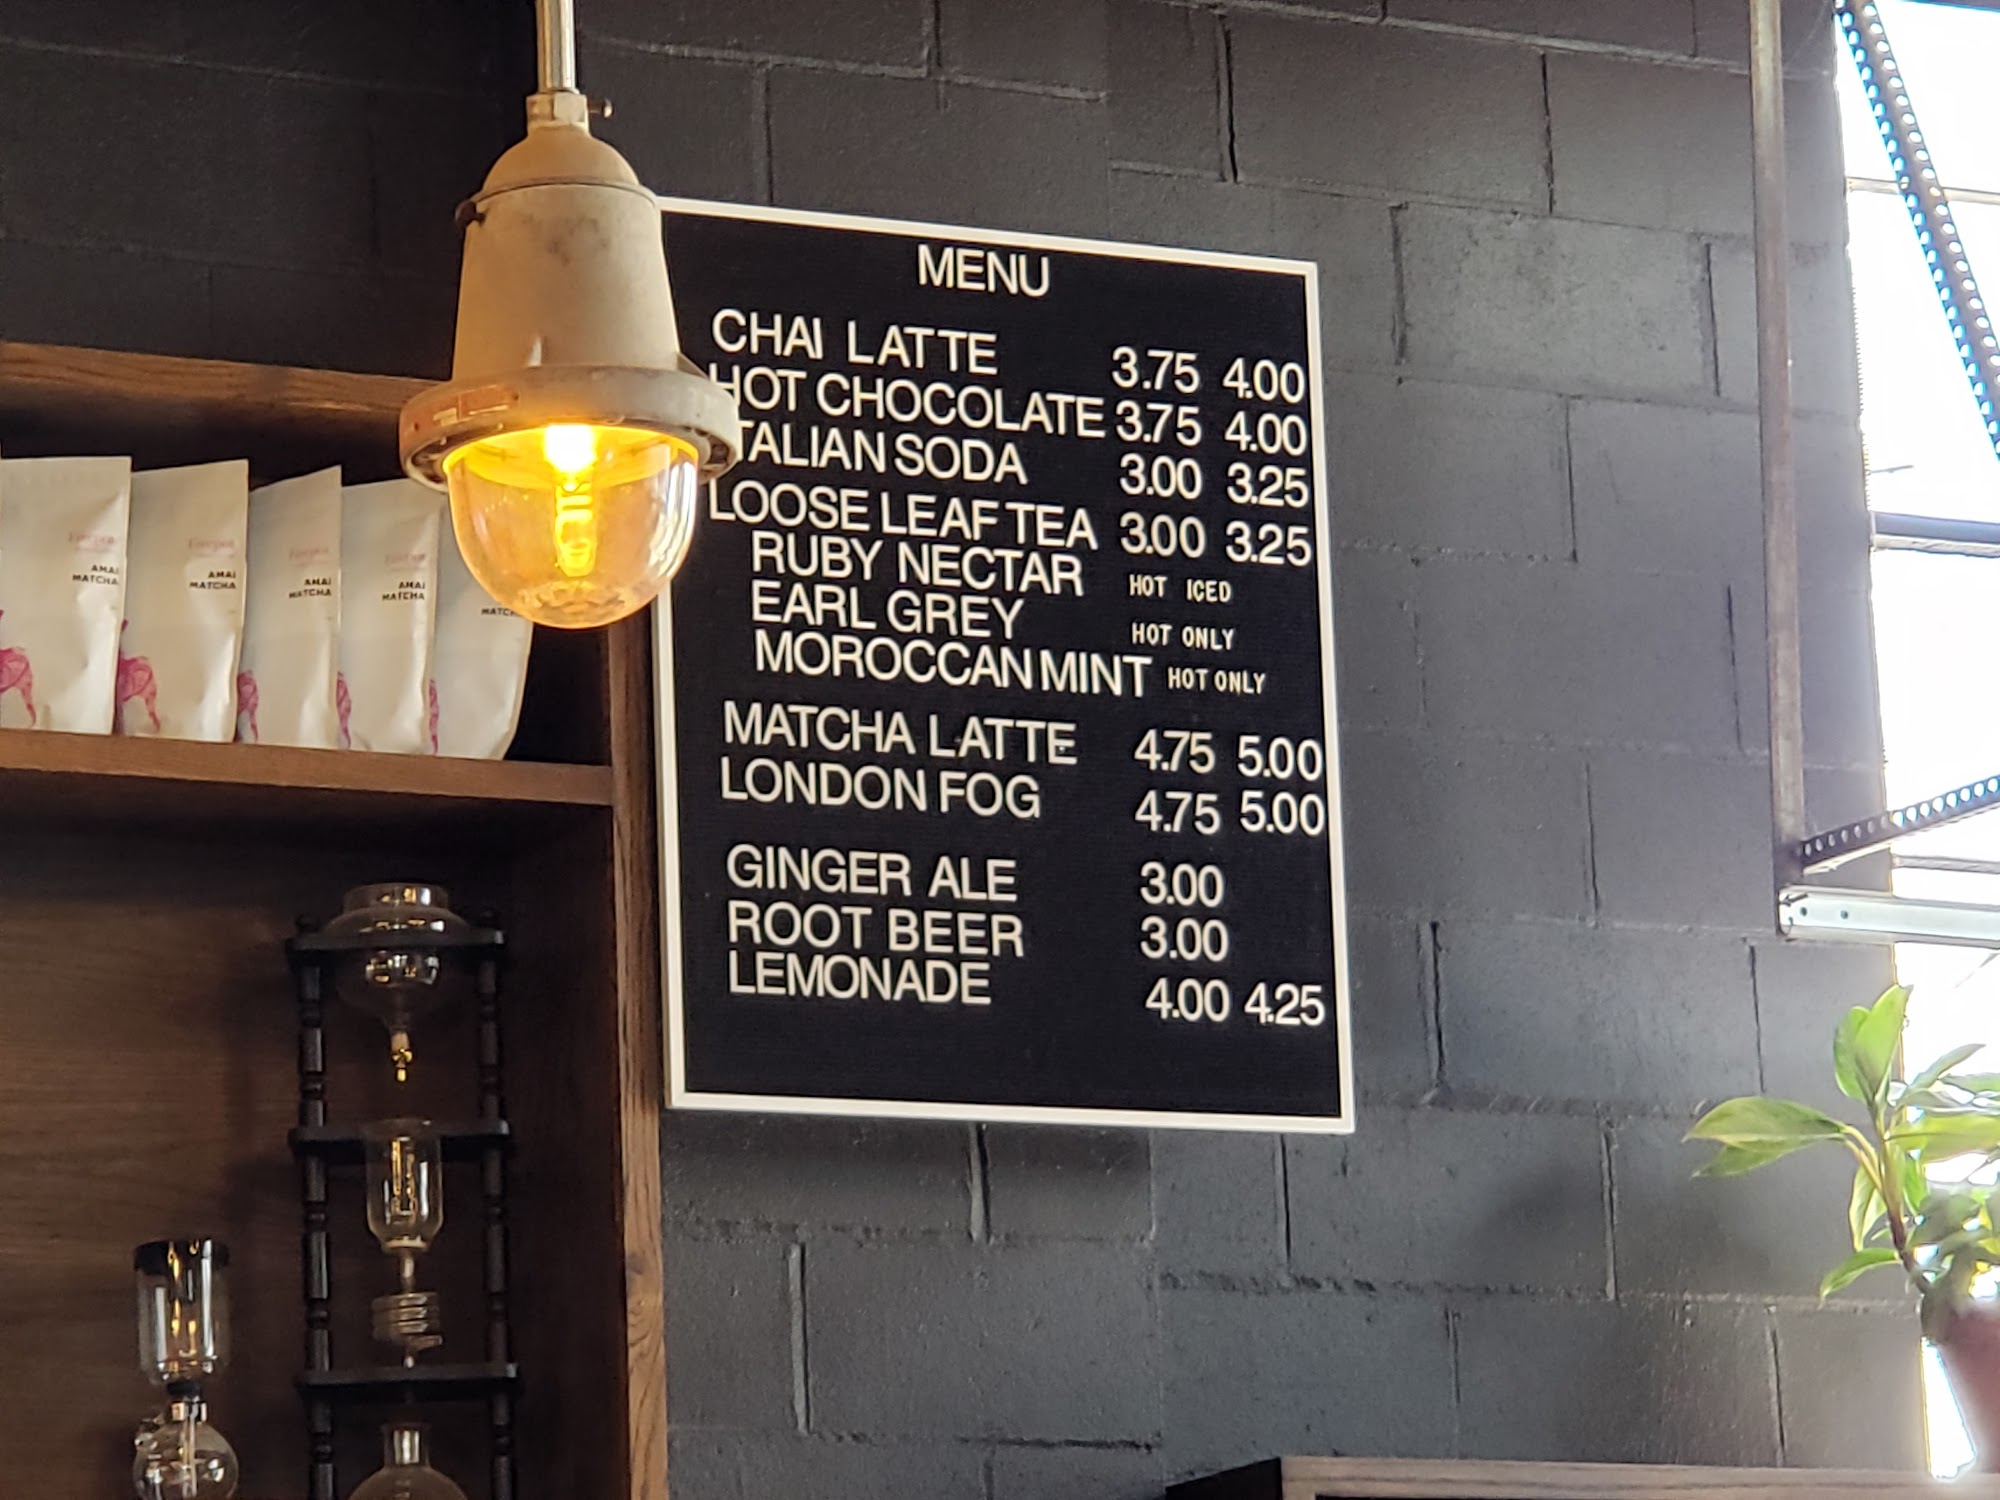 MENU
CHAI LATTE 3.75 4.00
HOT CHOCOLATE 3.75 4.00
ITALIAN SODA 3.00 3.25
LOOSE LEAF TEA 3.00 3.25
RUBY NECTAR HOT ICED
EARL GREY HOT ONLY
MOROCCAN MINT HOT ONLY
MATCHA LATTE 4.75 5.00
LONDON FOG 4.75 5.00
GINGER ALE 3.00
ROOT BEER 3.00
LEMONADE 4.00 4.25
AMAI
MATCHA
AMAI
MATCHA
AMAI
MATCHA
AMAI
MATCHA